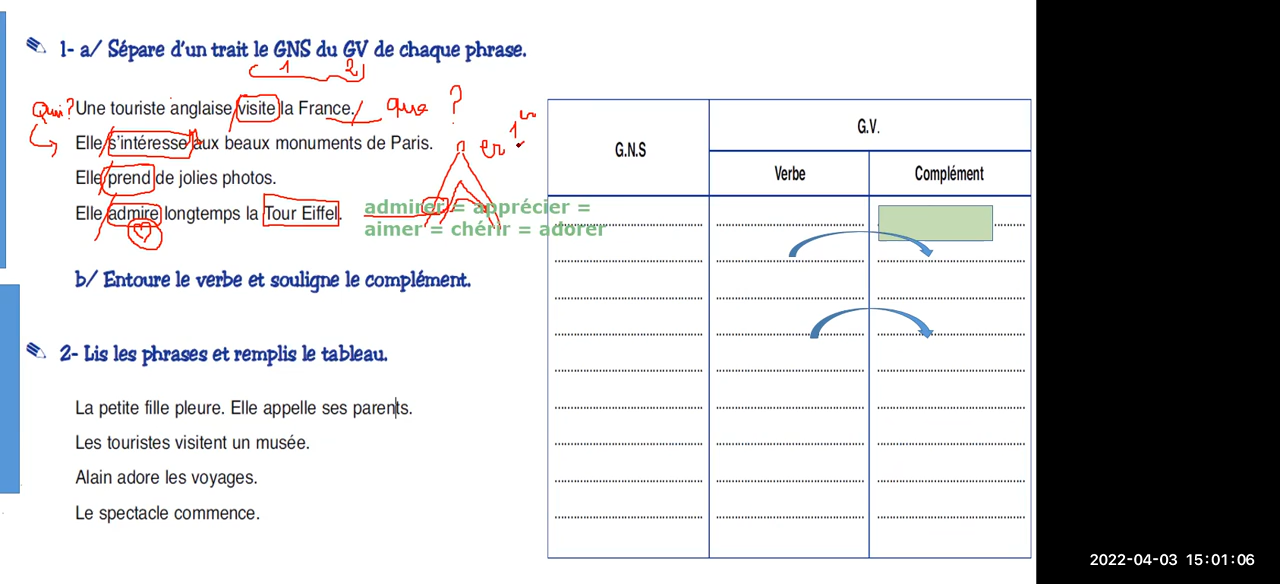 1- a/ Sépare d'un trait le GNS du GV de chaque phrase.
1 2
Qui? Une touriste anglaise visite la France. que ?
Elle s'intéresse aux beaux monuments de Paris.
er 1er
Elle prend de jolies photos.
Elle admire longtemps la Tour Eiffel.
admirer = apprécier =
aimer = chérir = adorer
b/ Entoure le verbe et souligne le complément.
2- Lis les phrases et remplis le tableau.
La petite fille pleure. Elle appelle ses parents.
Les touristes visitent un musée.
Alain adore les voyages.
Le spectacle commence.
G.N.S
G.V.
Verbe
Complément
2022-04-03 15:01:06